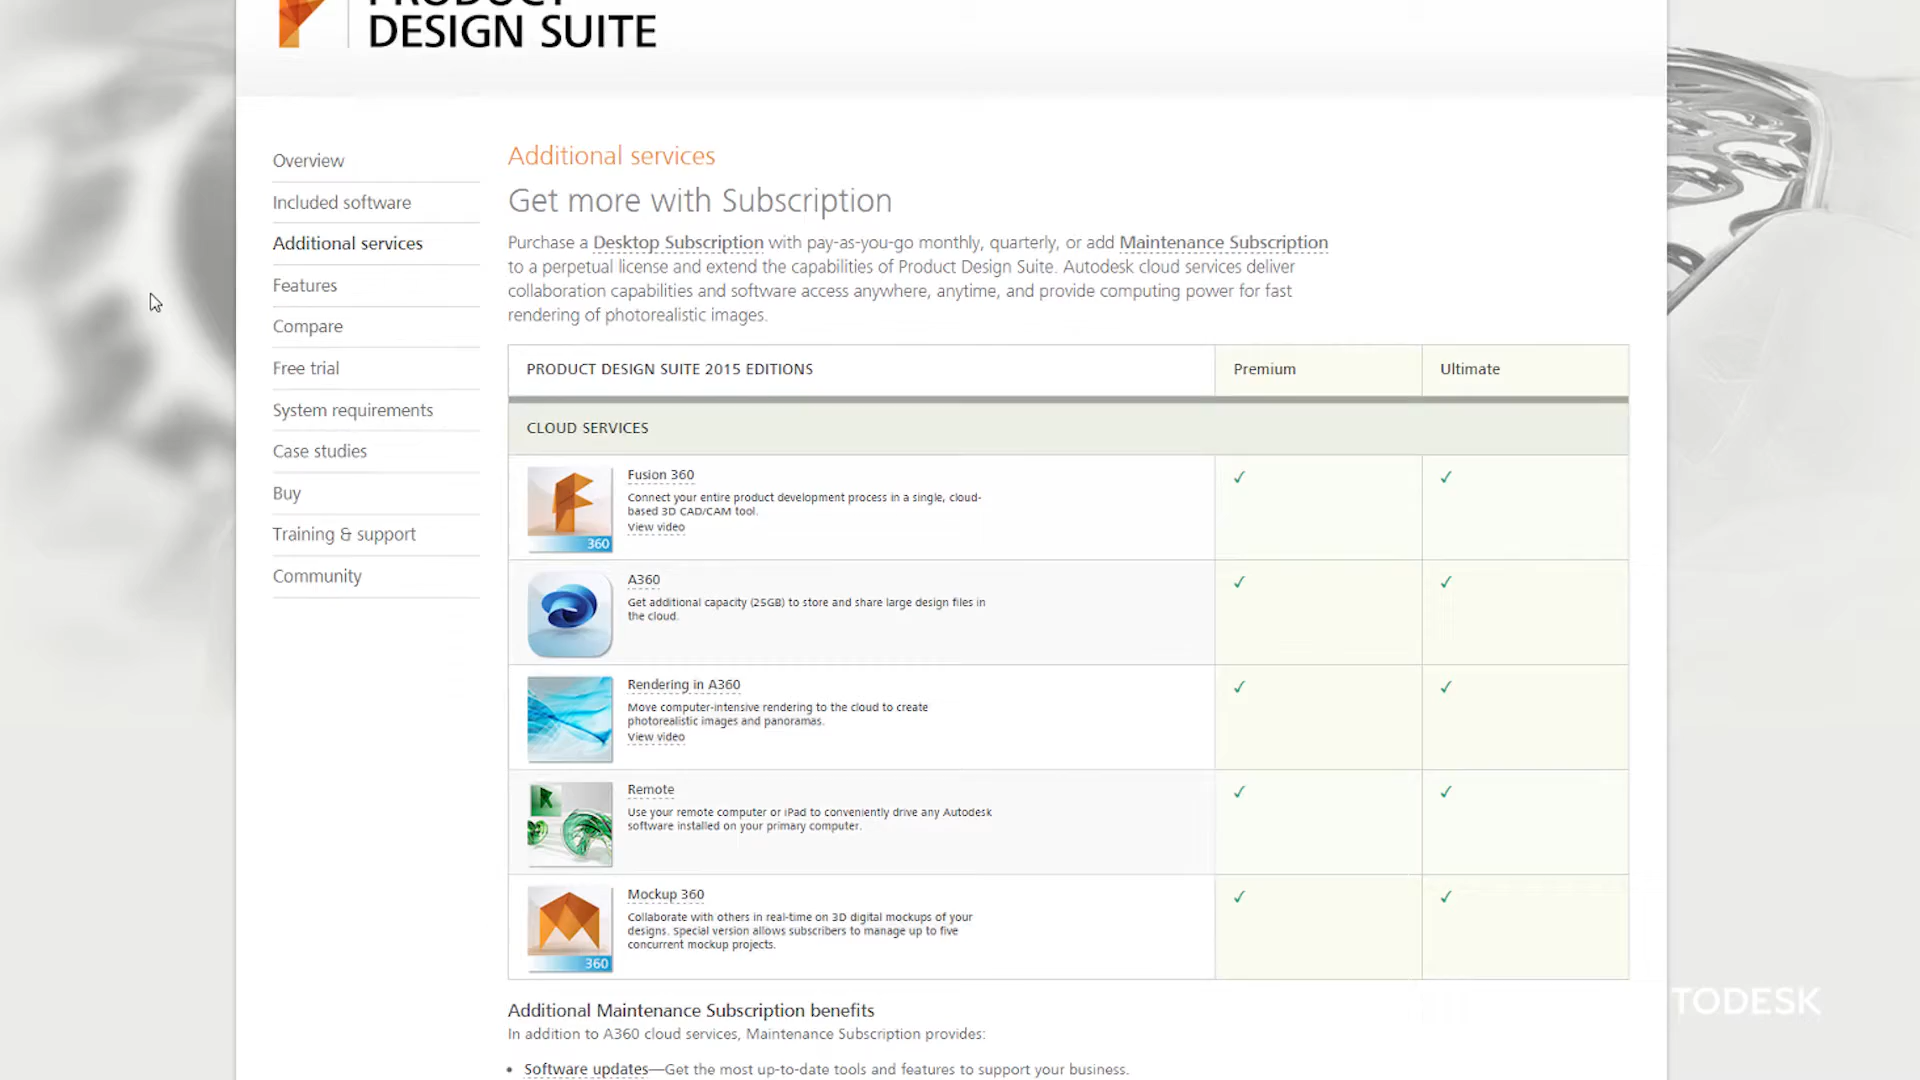 PRODUCT
DESIGN SUITE
Overview
Included software
Additional services
Features
Compare
Free trial
System requirements
Case studies
Buy
Training & support
Community
Additional services
Get more with Subscription
Purchase a Desktop Subscription with pay-as-you-go monthly, quarterly, or add Maintenance Subscription
to a perpetual license and extend the capabilities of Product Design Suite. Autodesk cloud services deliver
collaboration capabilities and software access anywhere, anytime, and provide computing power for fast
rendering of photorealistic images.
PRODUCT DESIGN SUITE 2015 EDITIONS Premium Ultimate
CLOUD SERVICES
360
Fusion 360 ✓ ✓
Connect your entire product development process in a single, cloud-
based 3D CAD/CAM tool.
View video
A360 ✓ ✓
Get additional capacity (25GB) to store and share large design files in
the cloud.
Rendering in A360 ✓ ✓
Move computer-intensive rendering to the cloud to create
photorealistic images and panoramas.
View video
Remote ✓ ✓
Use your remote computer or iPad to conveniently drive any Autodesk
software installed on your primary computer.
360
Mockup 360 ✓ ✓
Collaborate with others in real-time on 3D digital mockups of your
designs. Special version allows subscribers to manage up to five
concurrent mockup projects.
Additional Maintenance Subscription benefits
In addition to A360 cloud services, Maintenance Subscription provides:
• Software updates—Get the most up-to-date tools and features to support your business.
TODESK